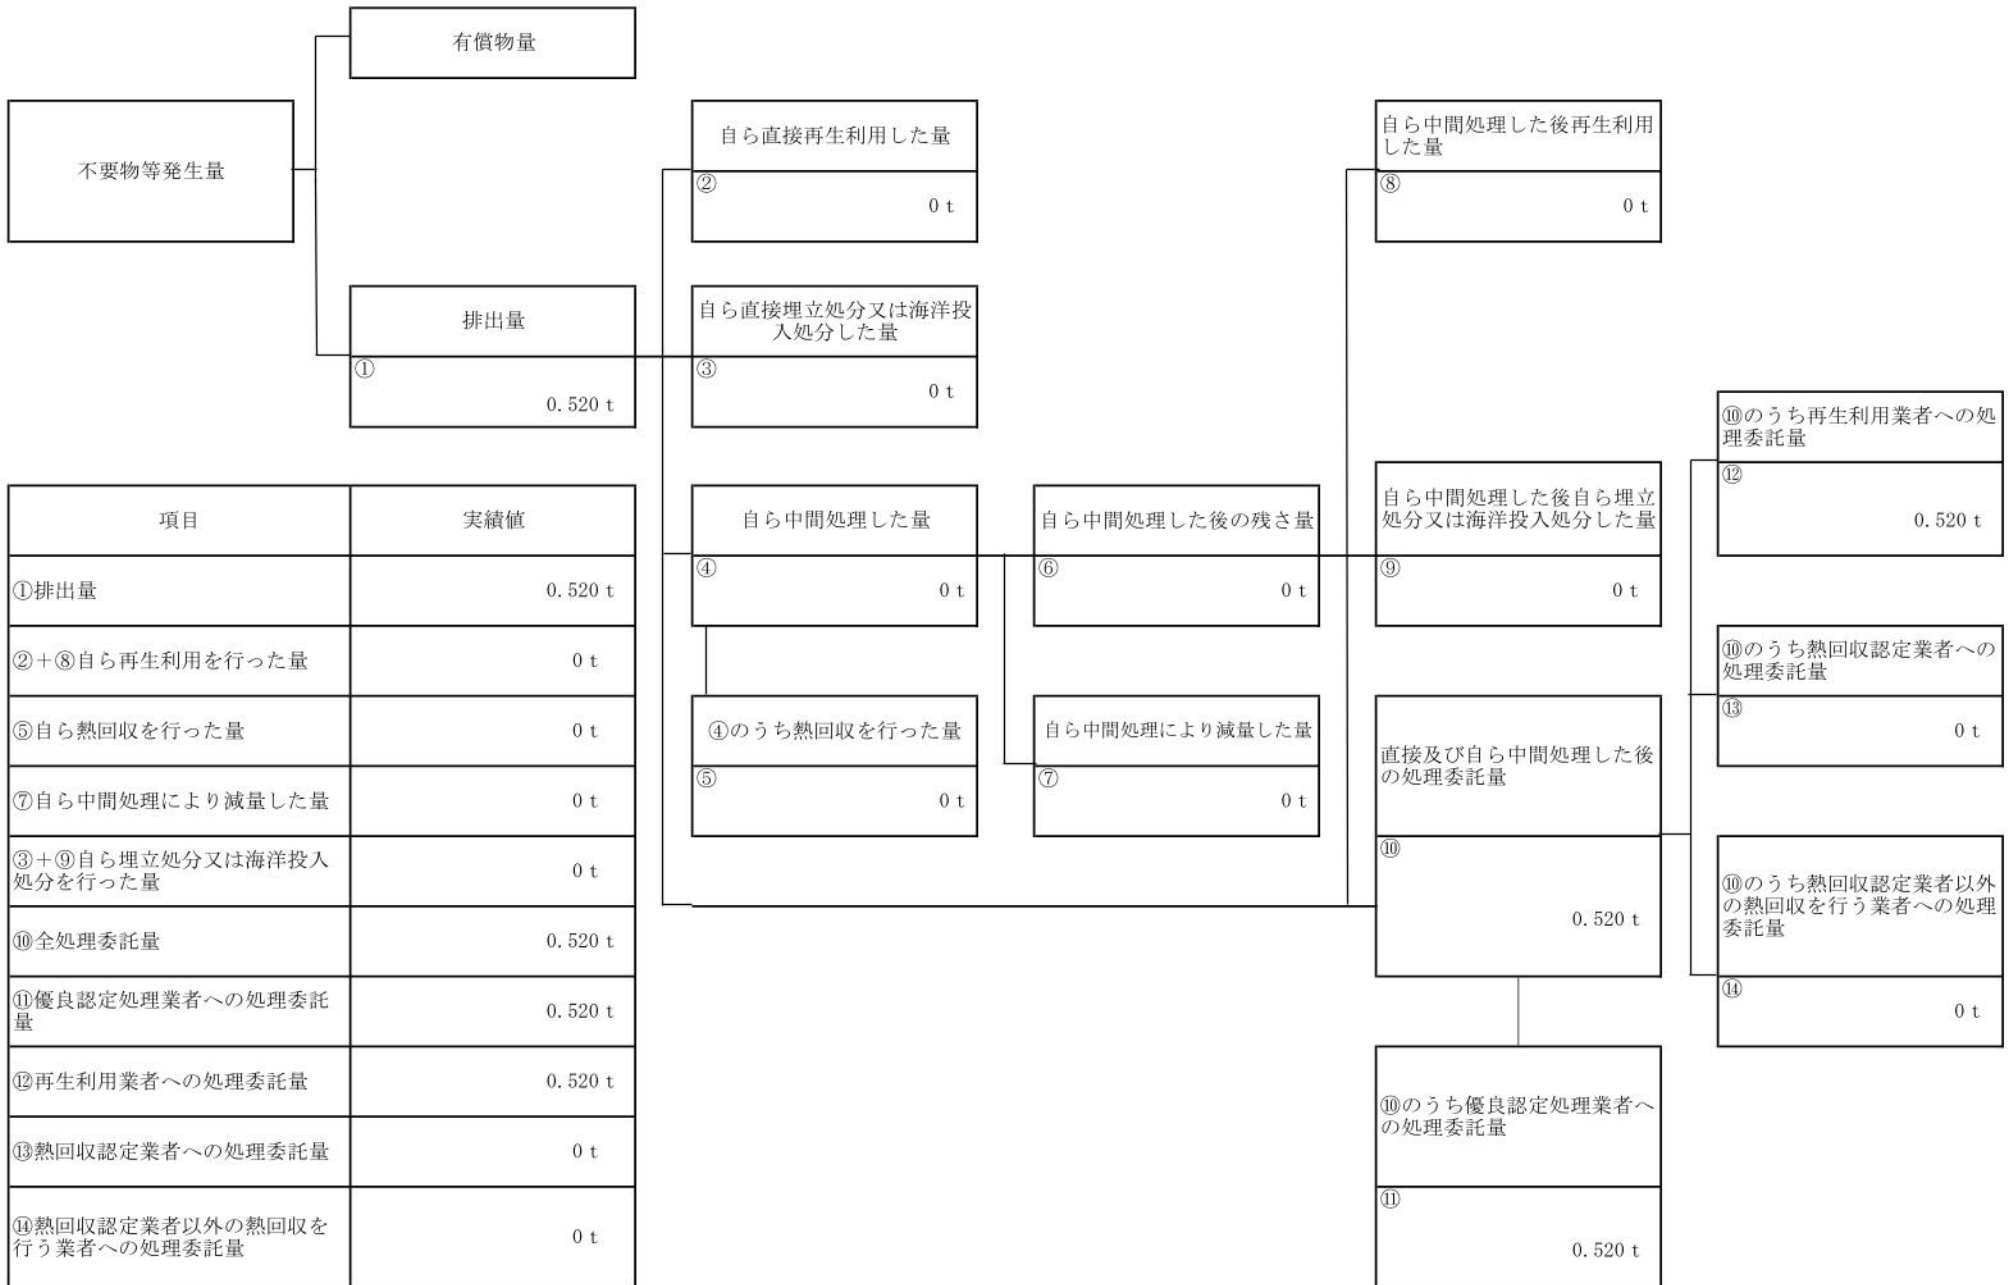 有償物量
不要物等発生量
自ら直接再生利用した量
②
0 t
自ら中間処理した後再生利用
した量
⑧
0 t
排出量
①
0.520 t
自ら直接埋立処分又は海洋投
入処分した量
③
0 t
項目
実績値
①排出量
0.520 t
②+⑧自ら再生利用を行った量
0 t
⑤自ら熱回収を行った量
0 t
⑦自ら中間処理により減量した量
0 t
③+⑨自ら埋立処分又は海洋投入
処分を行った量
0 t
⑩全処理委託量
0.520 t
⑪優良認定処理業者への処理委託
量
0.520 t
⑫再生利用業者への処理委託量
0.520 t
⑬熱回収認定業者への処理委託量
0 t
⑭熱回収認定業者以外の熱回収を
行う業者への処理委託量
0 t
自ら中間処理した量
④
0 t
④のうち熱回収を行った量
⑤
0 t
自ら中間処理した後の残さ量
⑥
0 t
自ら中間処理により減量した量
⑦
0 t
自ら中間処理した後自ら埋立
処分又は海洋投入処分した量
⑨
0 t
直接及び自ら中間処理した後
の処理委託量
⑩
0.520 t
⑩のうち優良認定処理業者へ
の処理委託量
⑪
0.520 t
⑩のうち再生利用業者への処
理委託量
⑫
0.520 t
⑩のうち熱回収認定業者への
処理委託量
⑬
0 t
⑩のうち熱回収認定業者以外
の熱回収を行う業者への処理
委託量
⑭
0 t